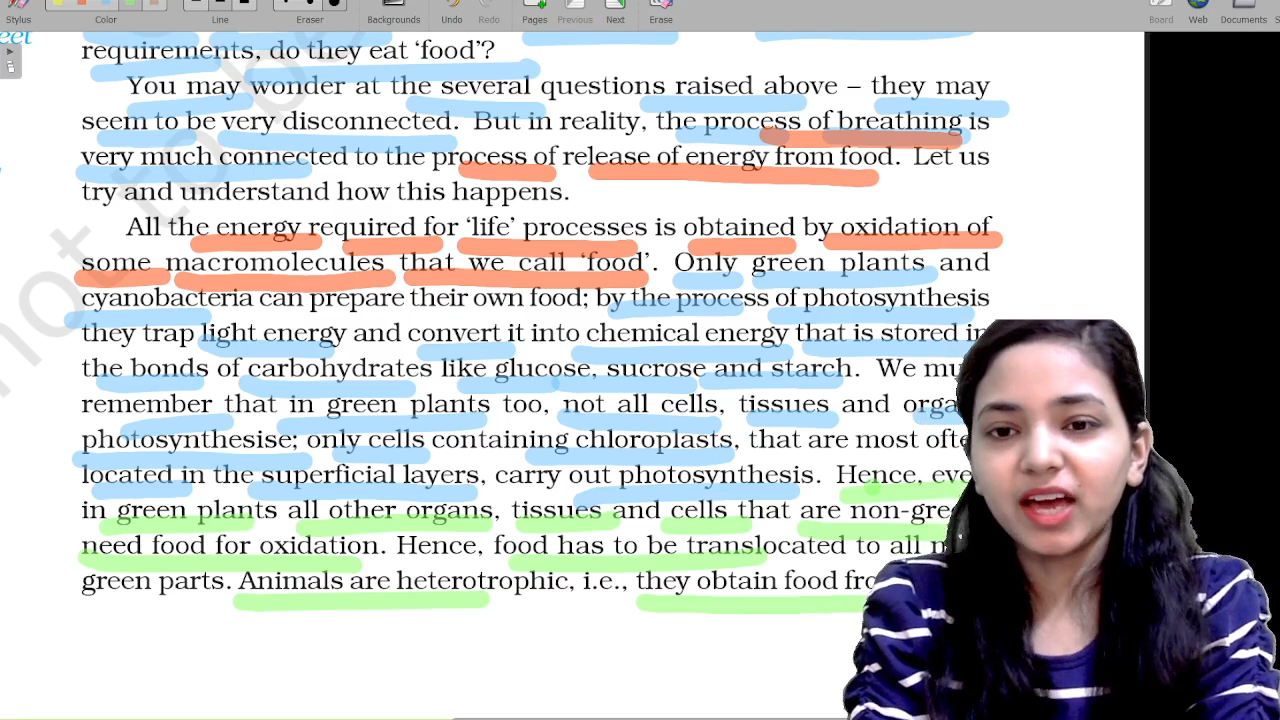 Stylus Color Line Eraser Backgrounds Undo Redo Pages Previous Next Erase Board Web Documents
eet
requirements, do they eat ‘food’?
You may wonder at the several questions raised above – they may
seem to be very disconnected. But in reality, the process of breathing is
very much connected to the process of release of energy from food. Let us
try and understand how this happens.
All the energy required for ‘life’ processes is obtained by oxidation of
some macromolecules that we call ‘food’. Only green plants and
cyanobacteria can prepare their own food; by the process of photosynthesis
they trap light energy and convert it into chemical energy that is stored in
the bonds of carbohydrates like glucose, sucrose and starch. We
remember that in green plants too, not all cells, tissues and
photosynthesise; only cells containing chloroplasts, that are most
located in the superficial layers, carry out photosynthesis. Hence,
in green plants all other organs, tissues and cells that are
need food for oxidation. Hence, food has to be translocated to all
green parts. Animals are heterotrophic, i.e., they obtain food
not to be